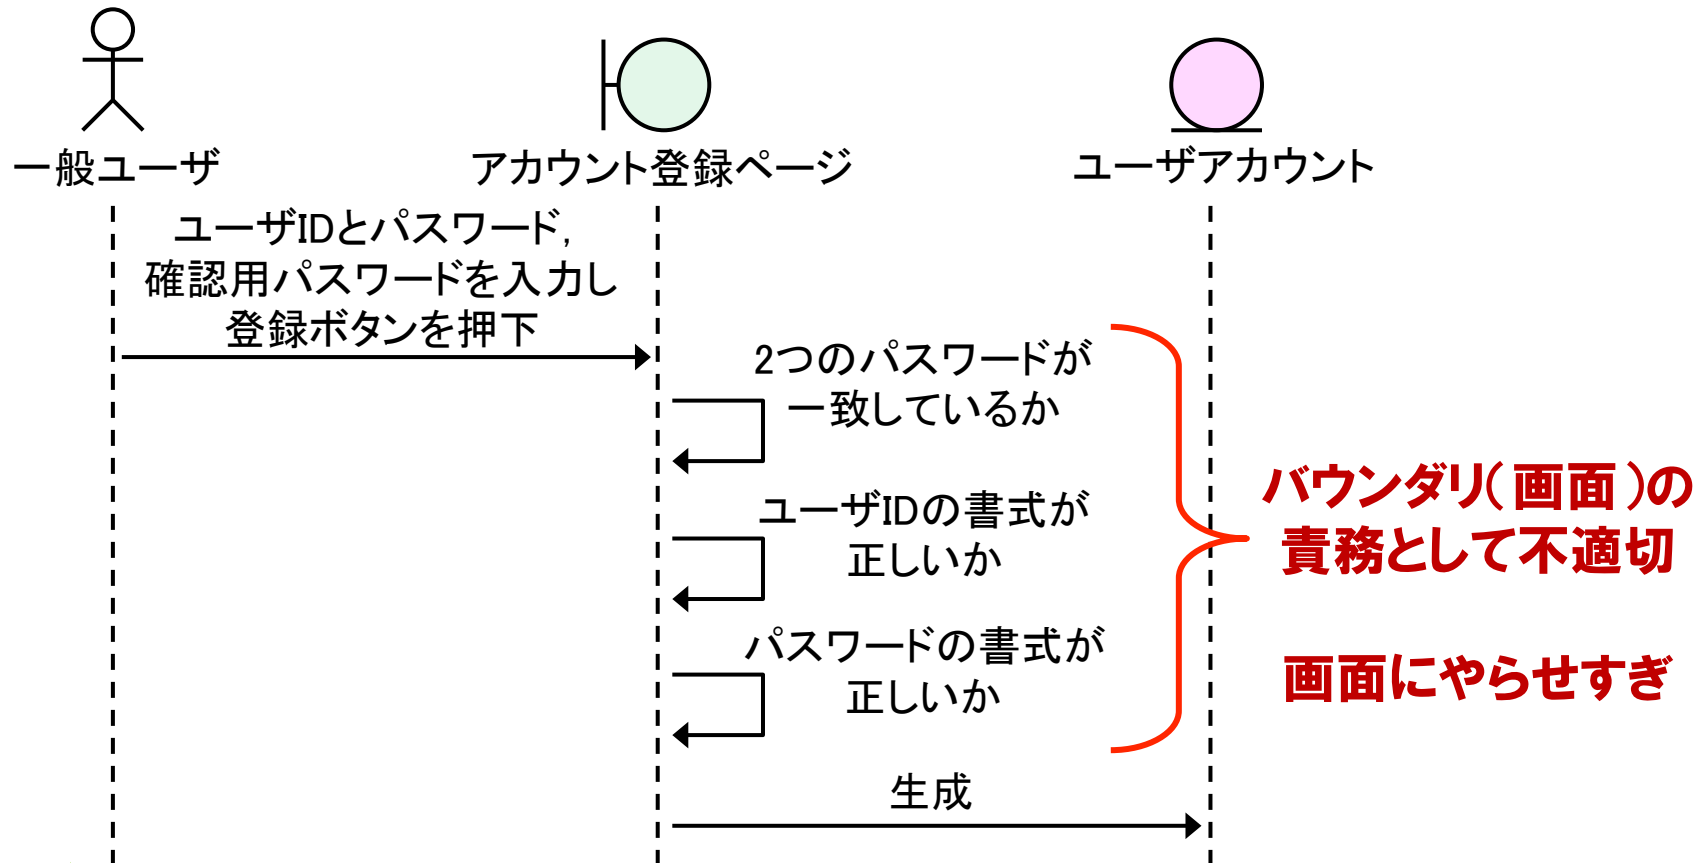 一般ユーザ
アカウント登録ページ
ユーザアカウント
ユーザIDとパスワード,
確認用パスワードを入力し
登録ボタンを押下
2つのパスワードが
一致しているか
ユーザIDの書式が
正しいか
パスワードの書式が
正しいか
生成
バウンダリ(画面)の
責務として不適切
画面にやらせすぎ